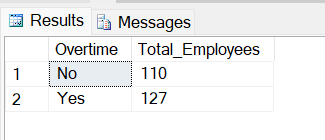 Results Messages
Overtime Total_Employees
1 No 110
2 Yes 127